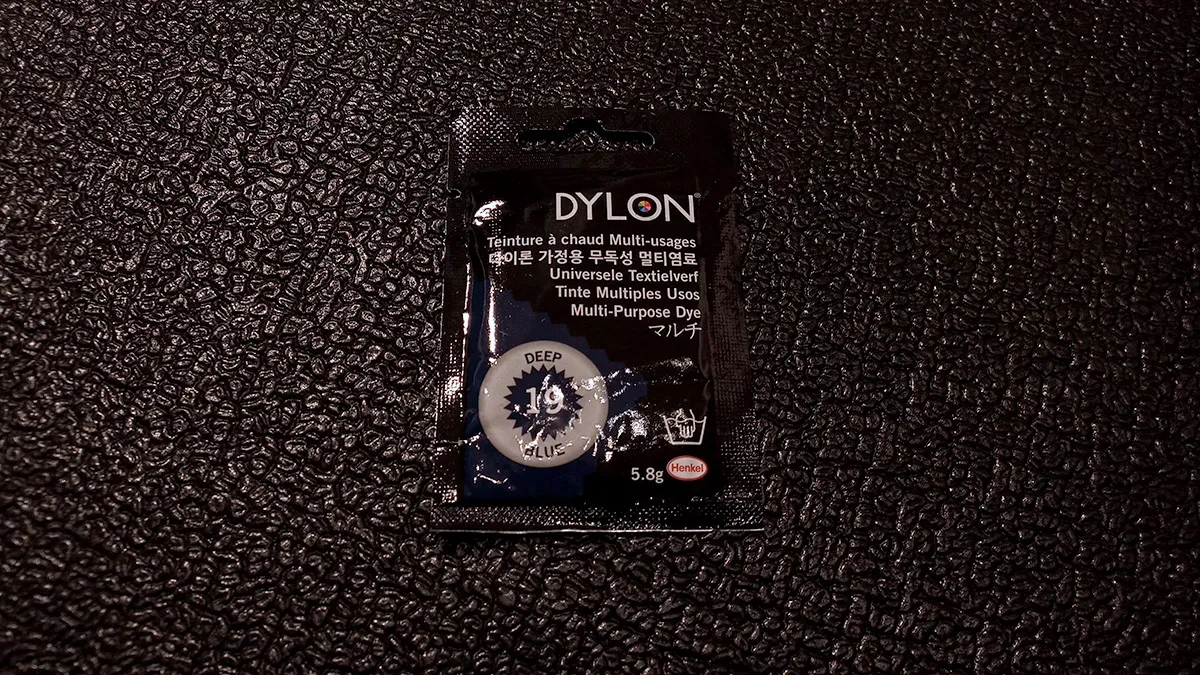 DYLON®
Teinture à chaud Multi-usages
다이론 가정용 무독성 멀티염료
Universele Textielverf
Tinte Multiples Usos
Multi-Purpose Dye
マルチ
DEEP
19
BLUE
5.8g
Henkel